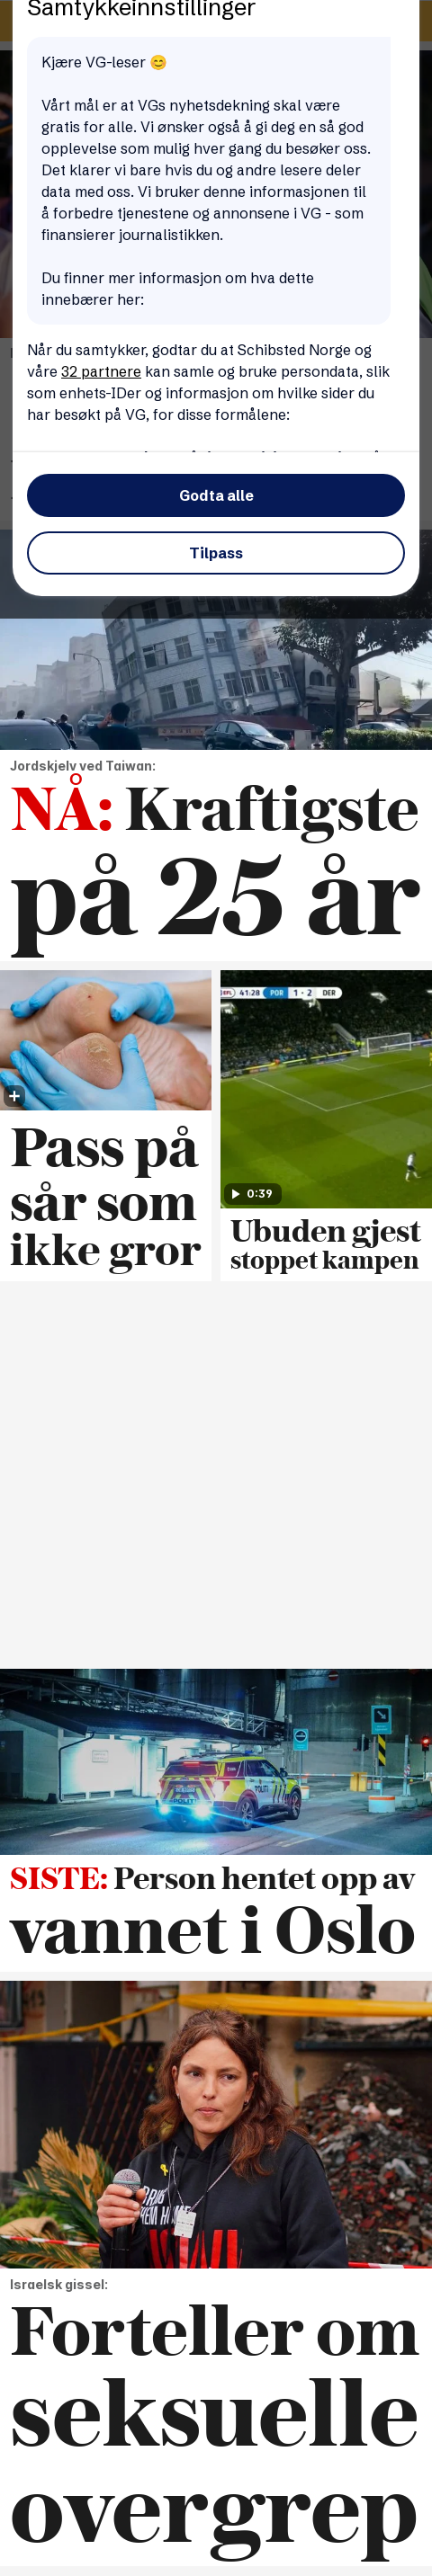 Samtykkeinnstillinger
Kjære VG-leser 😊
Vårt mål er at VGs nyhetsdekning skal være
gratis for alle. Vi ønsker også å gi deg en så god
opplevelse som mulig hver gang du besøker oss.
Det klarer vi bare hvis du og andre lesere deler
data med oss. Vi bruker denne informasjonen til
å forbedre tjenestene og annonsene i VG - som
finansierer journalistikken.
Du finner mer informasjon om hva dette
innebærer her:
Når du samtykker, godtar du at Schibsted Norge og
våre 32 partnere kan samle og bruke persondata, slik
som enhets-IDer og informasjon om hvilke sider du
har besøkt på VG, for disse formålene:
Godta alle
Tilpass
Jordskjelv ved Taiwan:
NÅ: Kraftigste
på 25 år
41:28 POR 1 - 2 DER
Pass på
sår som
ikke gror
0:39
Ubuden gjest
stoppet kampen
POLITI
SISTE: Person hentet opp av
vannet i Oslo
Israelsk gissel:
Forteller om
seksuelle
overgrep